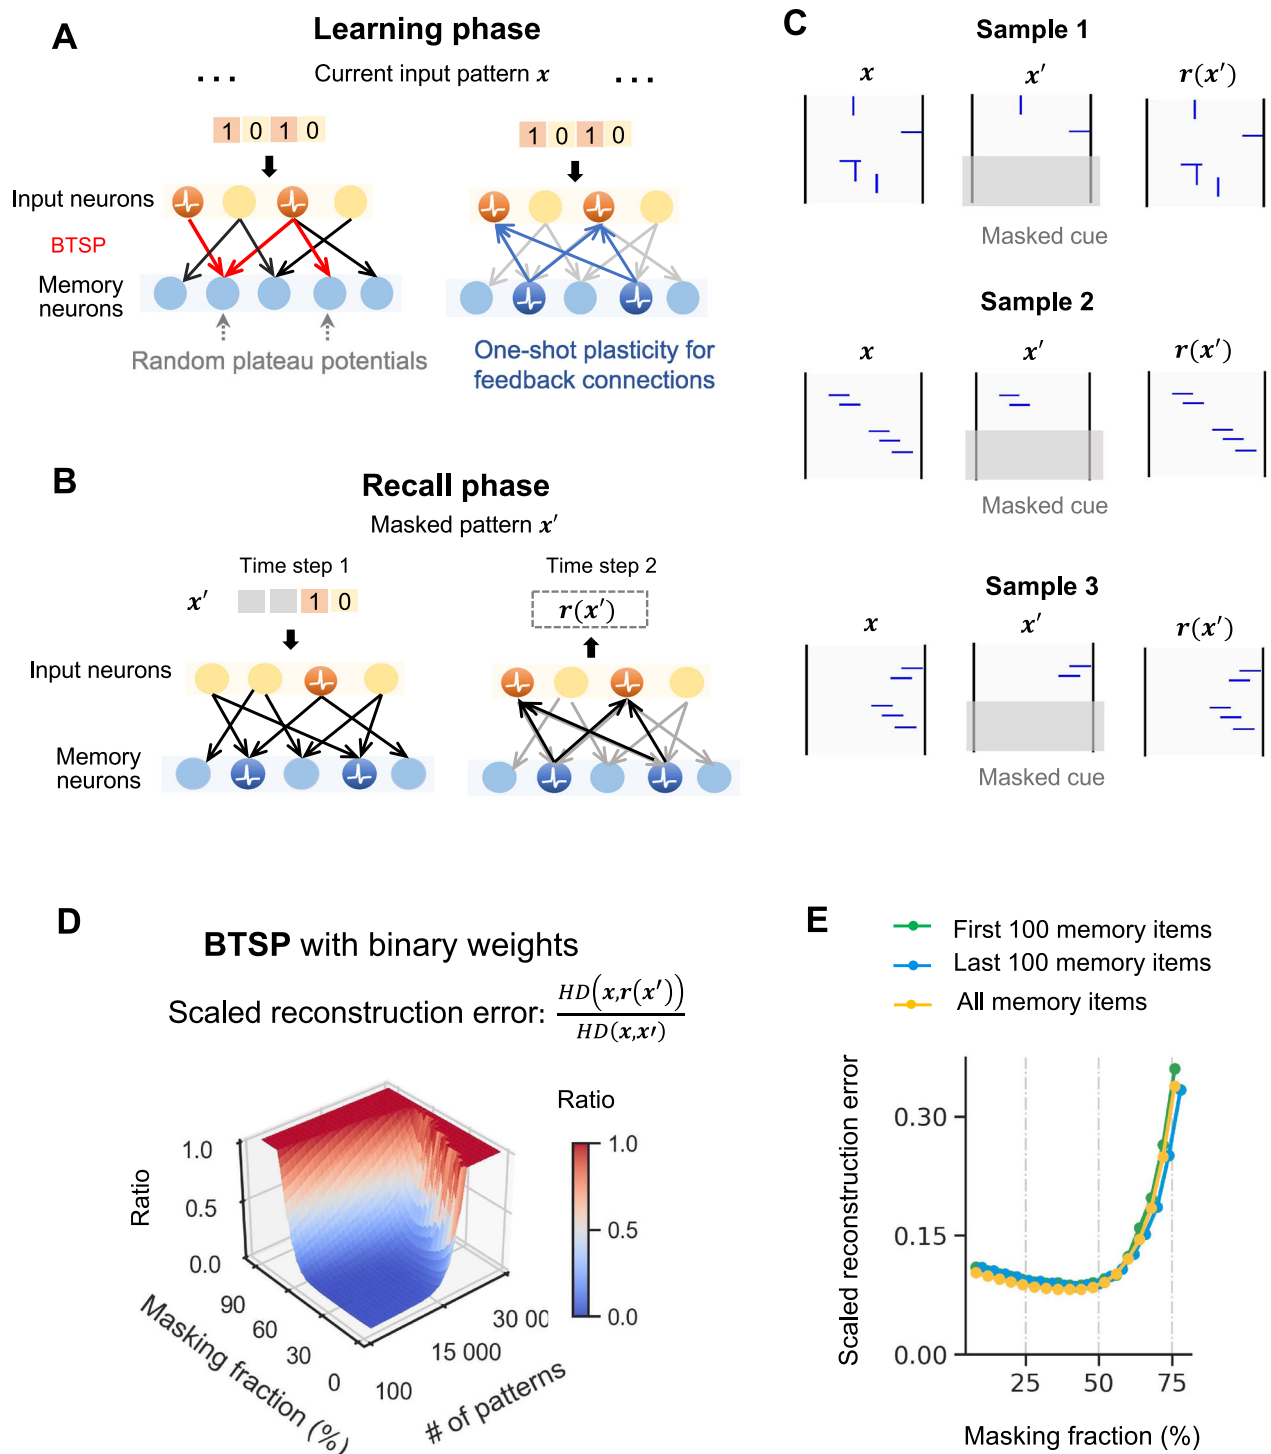 A
Learning phase
. . .
Current input pattern x
. . .
1 0 1 0
1 0 1 0
Input neurons
BTSP
Memory
neurons
Random plateau potentials
One-shot plasticity for
feedback connections
B
Recall phase
Masked pattern x′
Time step 1
Time step 2
x′
1 0
r(x′)
Input neurons
Memory
neurons
C
Sample 1
x
x′
r(x′)
Masked cue
Sample 2
x
x′
r(x′)
Masked cue
Sample 3
x
x′
r(x′)
Masked cue
D
BTSP with binary weights
Scaled reconstruction error: HD(x,r(x′))
HD(x,x′)
Ratio
1.0
0.5
0.0
Ratio
1.0
0.5
0.0
90
60
30
0
Masking fraction (%)
100
15 000
30 00
# of patterns
E
First 100 memory items
Last 100 memory items
All memory items
Scaled reconstruction error
0.30
0.15
0.00
25
50
75
Masking fraction (%)